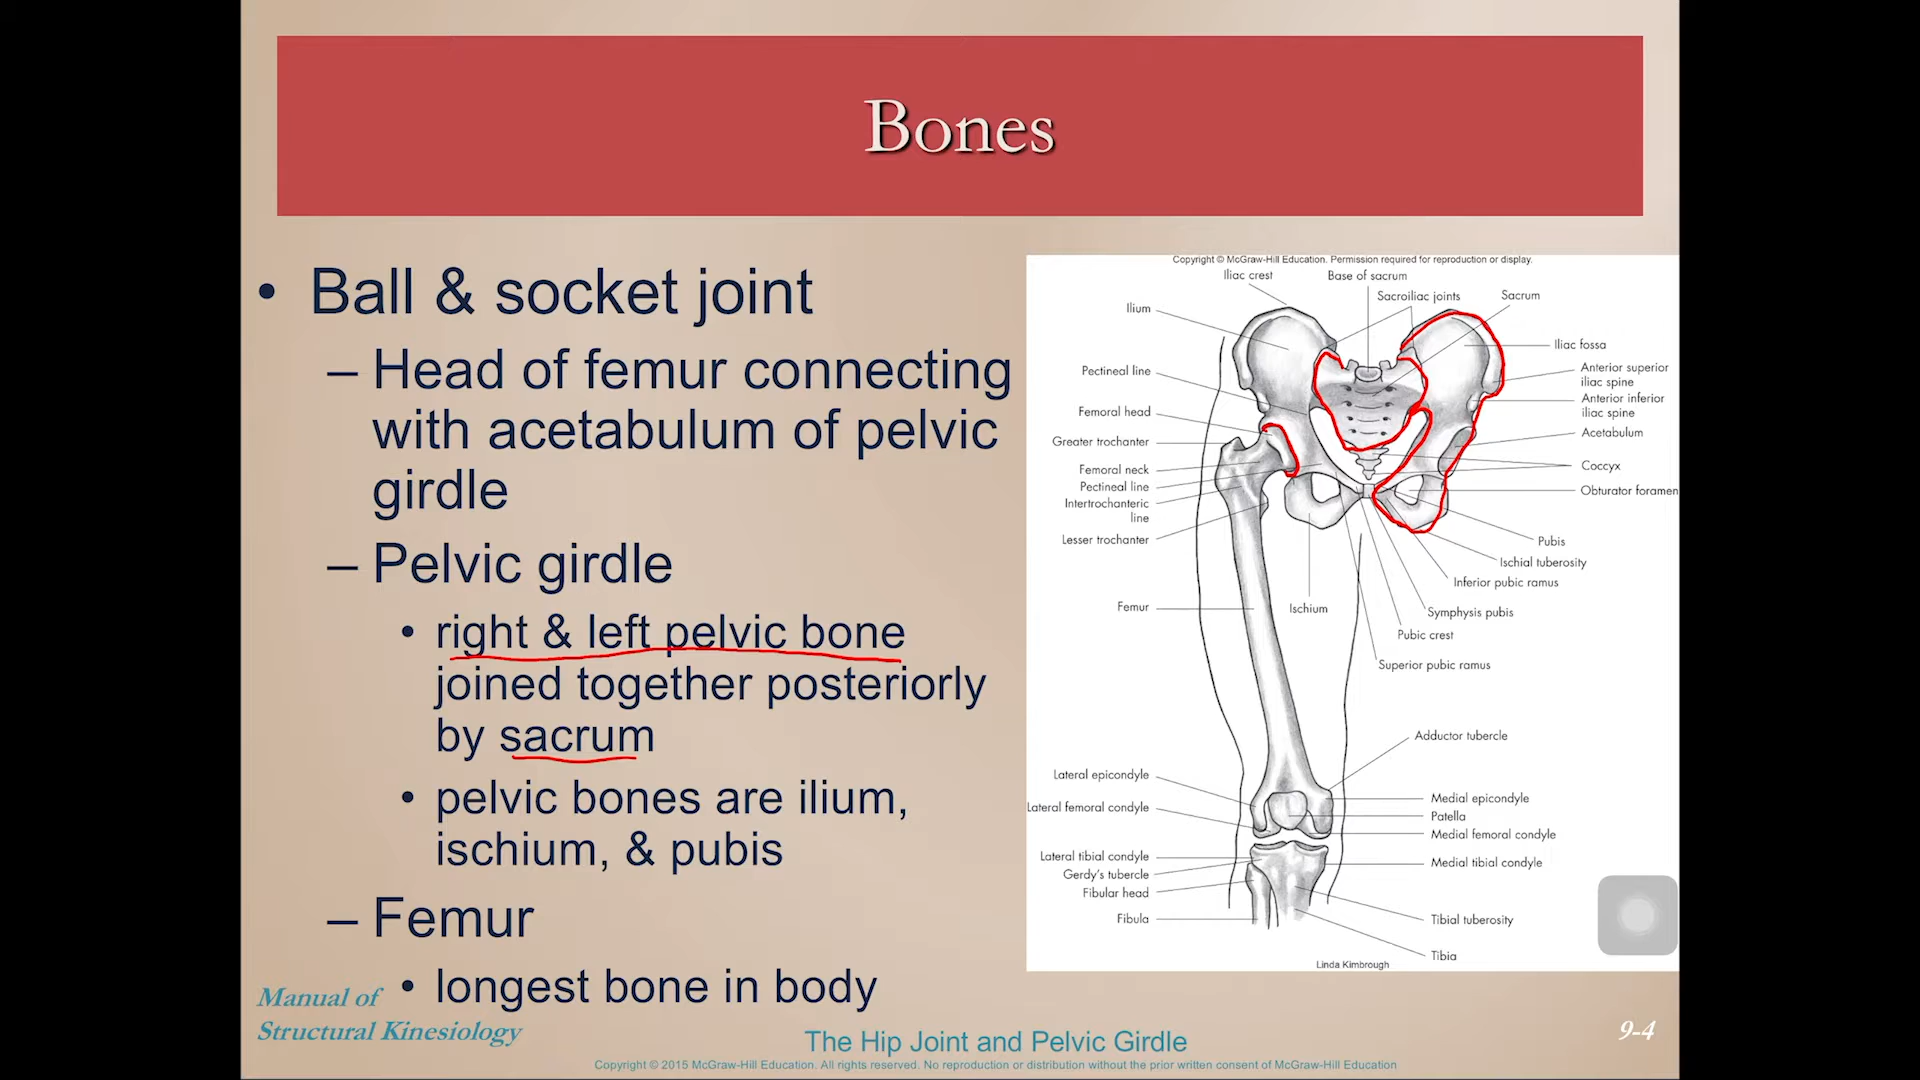 Bones
• Ball & socket joint
– Head of femur connecting
with acetabulum of pelvic
girdle
– Pelvic girdle
• right & left pelvic bone
joined together posteriorly
by sacrum
• pelvic bones are ilium,
ischium, & pubis
– Femur
• longest bone in body
Copyright © McGraw-Hill Education. Permission required for reproduction or display.
Iliac crest
Base of sacrum
Sacroiliac joints
Sacrum
Ilium
Pectineal line
Femoral head
Greater trochanter
Femoral neck
Pectineal line
Intertrochanteric
line
Lesser trochanter
Femur
Ischium
Iliac fossa
Anterior superior
iliac spine
Anterior inferior
iliac spine
Acetabulum
Coccyx
Obturator foramen
Pubis
Ischial tuberosity
Inferior pubic ramus
Symphysis pubis
Pubic crest
Superior pubic ramus
Adductor tubercle
Lateral epicondyle
Lateral femoral condyle
Lateral tibial condyle
Gerdy's tubercle
Fibular head
Fibula
Medial epicondyle
Patella
Medial femoral condyle
Medial tibial condyle
Tibial tuberosity
Tibia
Linda Kimbrough
Manual of
Structural Kinesiology
The Hip Joint and Pelvic Girdle
9-4
Copyright © 2015 McGraw-Hill Education. All rights reserved. No reproduction or distribution without the prior written consent of McGraw-Hill Education